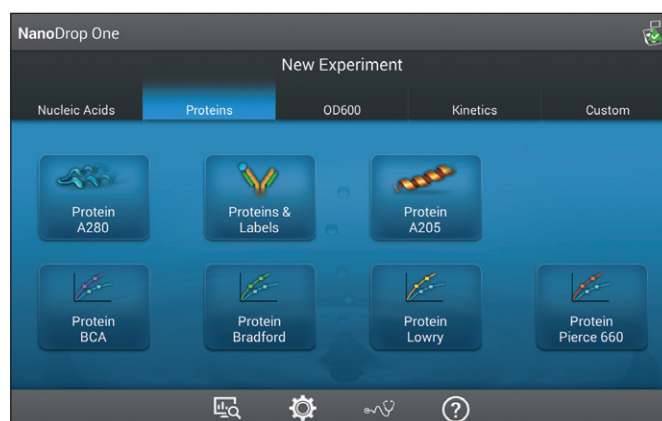 NanoDrop One
New Experiment
Nucleic Acids Proteins OD600 Kinetics Custom
Protein
A280
Proteins &
Labels
Protein
A205
Protein
BCA
Protein
Bradford
Protein
Lowry
Protein
Pierce 660
?